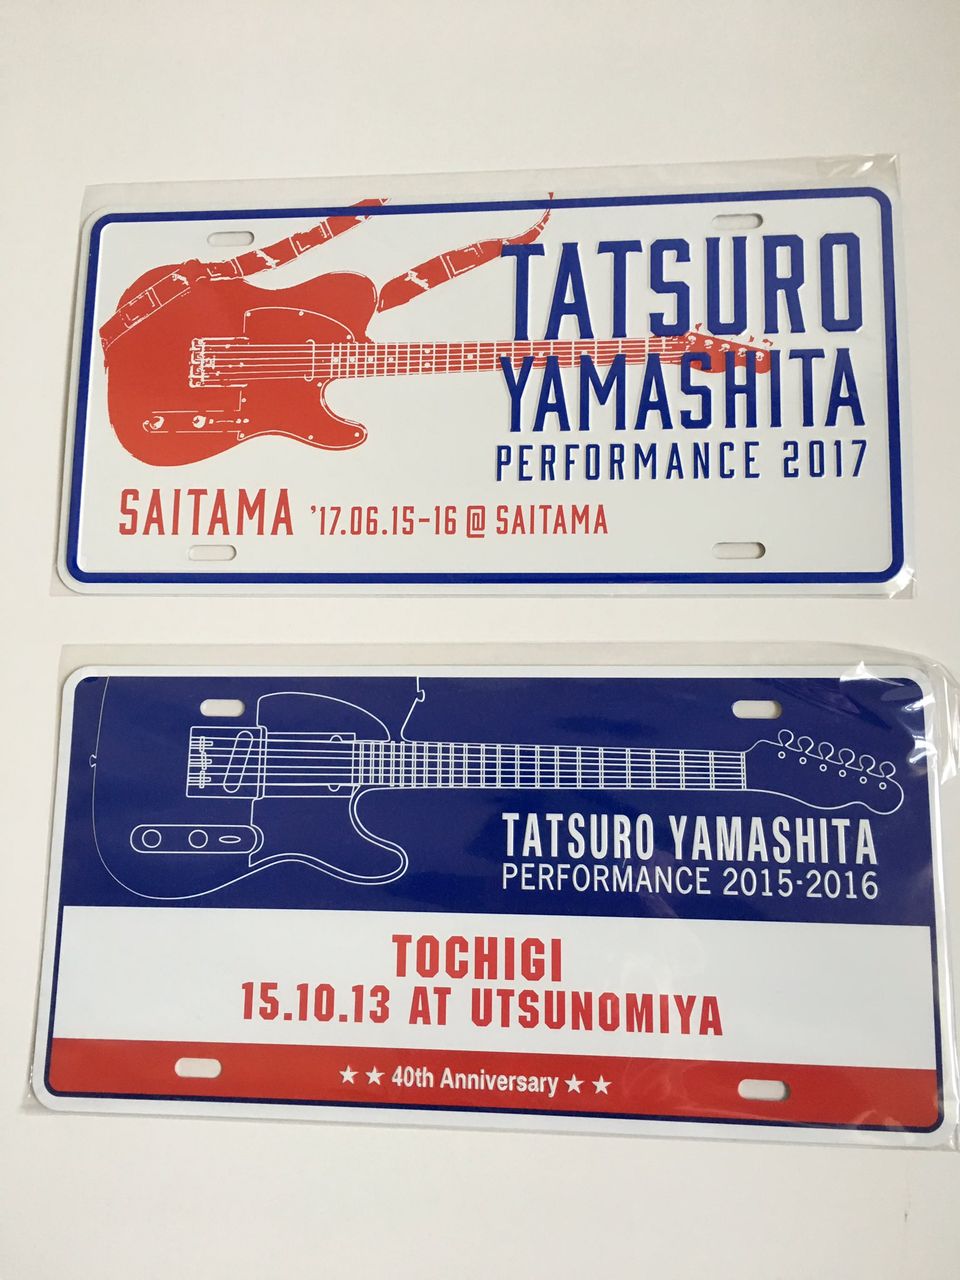 TATSURO
YAMASHITA
PERFORMANCE 2017
SAITAMA '17.06.15-16 @ SAITAMA
TATSURO YAMASHITA
PERFORMANCE 2015-2016
TOCHIGI
15.10.13 AT UTSUNOMIYA
★ ★ 40th Anniversary ★ ★